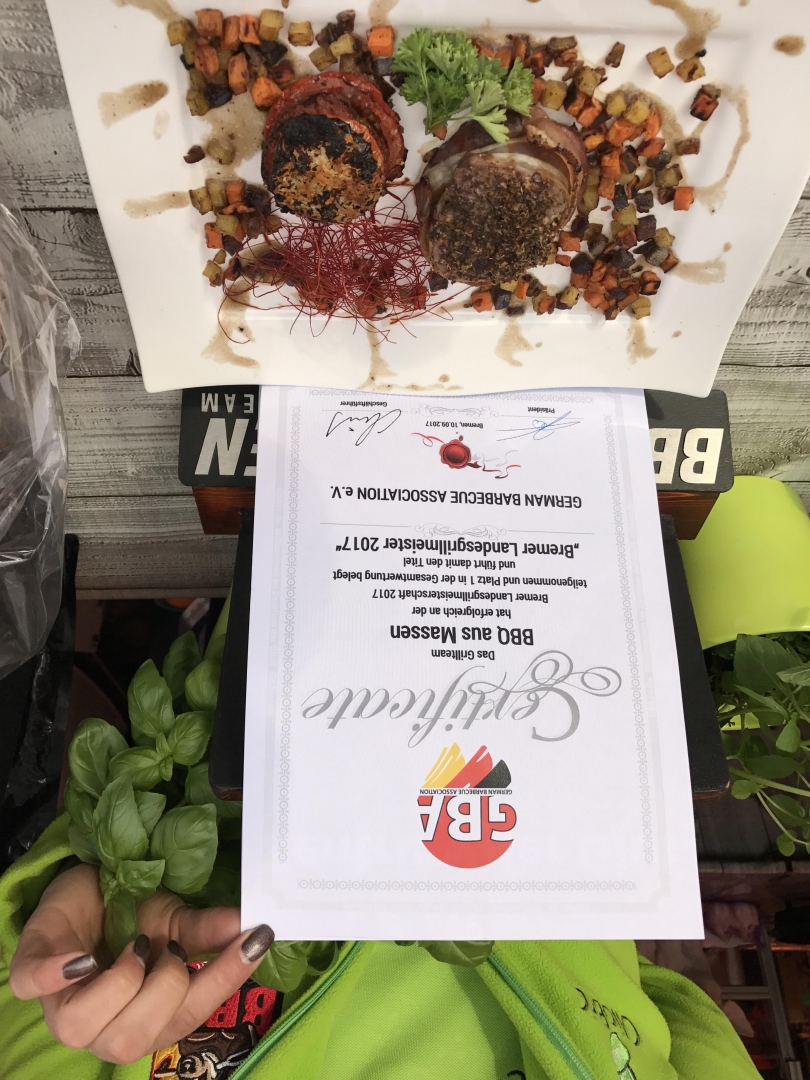 GBA
GERMAN BARBECUE ASSOCIATION
Certificate
Das Grillteam
BBQ aus Massen
hat erfolgreich an der
Bremer Landesgrillmeisterschaft 2017
teilgenommen und Platz 1 in der Gesamtwertung belegt
und führt damit den Titel
„Bremer Landesgrillmeister 2017“
GERMAN BARBECUE ASSOCIATION e.V.
Bremen, 10.09.2017
Präsident
Geschäftsführer